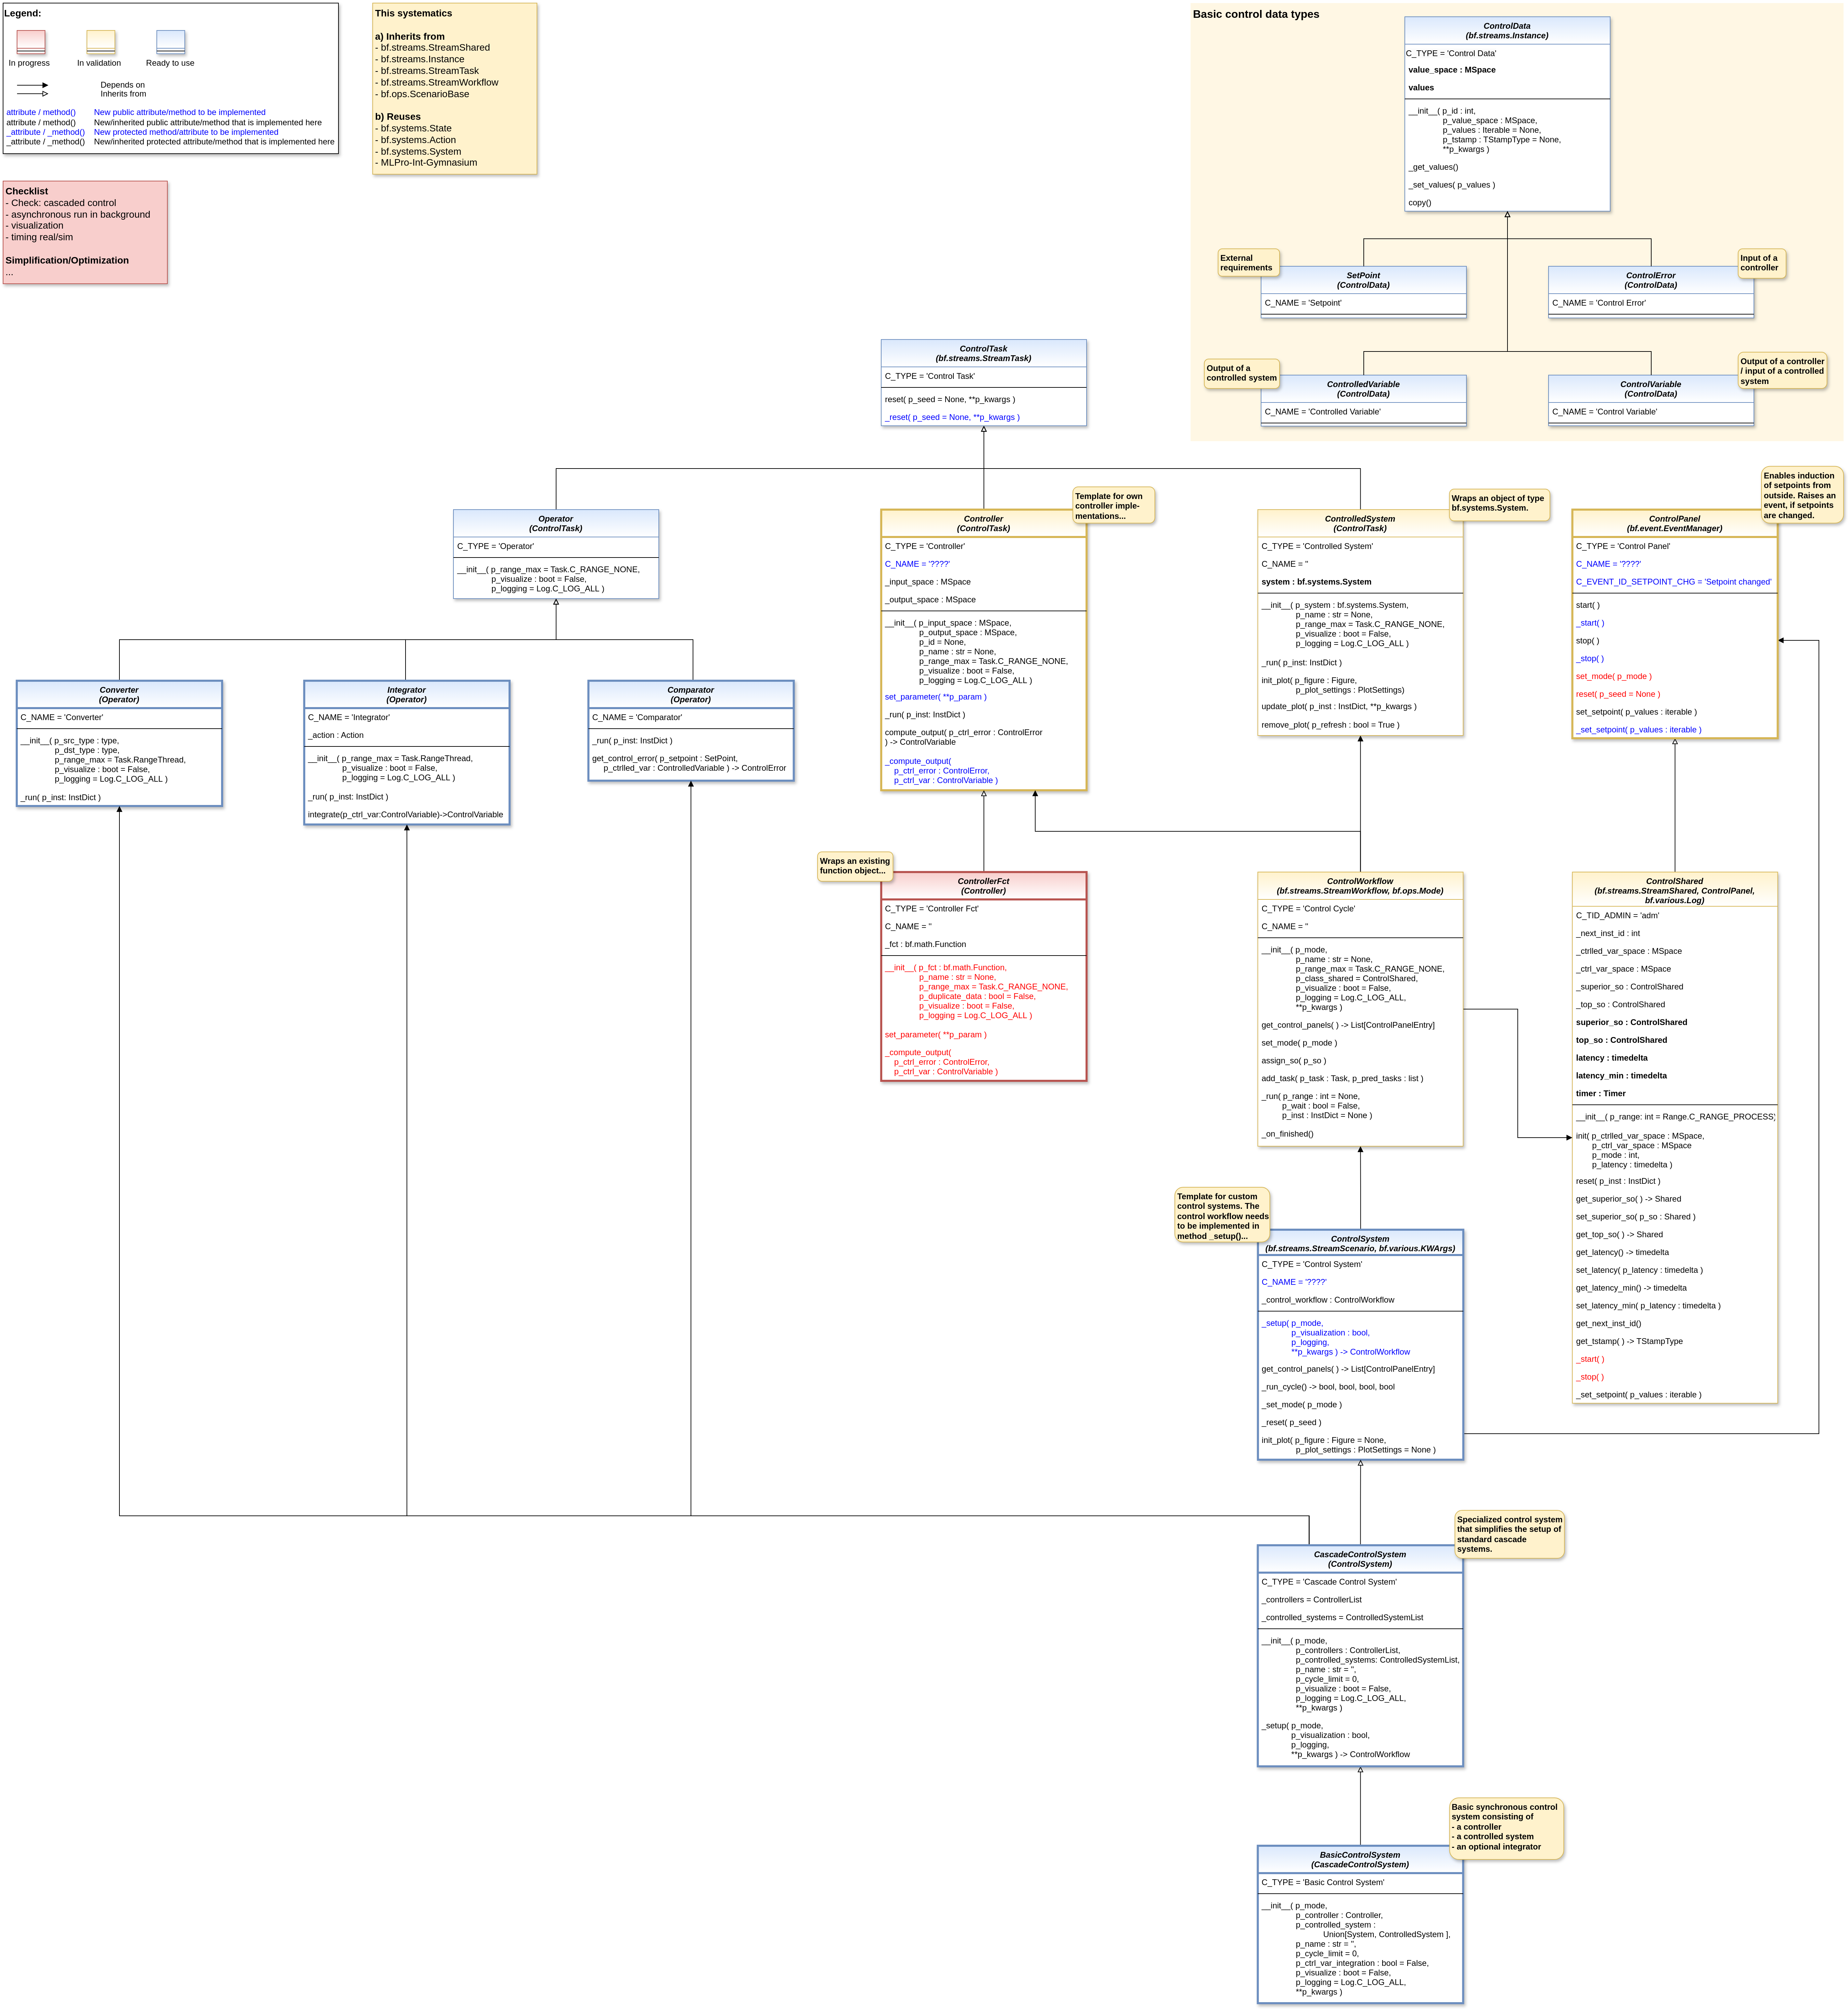 Legend:
In progress
In validation
Ready to use
Depends on
Inherits from
attribute / method() New public attribute/method to be implemented
attribute / method() New/inherited public attribute/method that is implemented here
_attribute / _method() New protected method/attribute to be implemented
_attribute / _method() New/inherited protected attribute/method that is implemented here
This systematics
a) Inherits from
- bf.streams.StreamShared
- bf.streams.Instance
- bf.streams.StreamTask
- bf.streams.StreamWorkflow
- bf.ops.ScenarioBase
b) Reuses
- bf.systems.State
- bf.systems.Action
- bf.systems.System
- MLPro-Int-Gymnasium
Checklist
- Check: cascaded control
- asynchronous run in background
- visualization
- timing real/sim
Simplification/Optimization
...
Basic control data types
ControlData
(bf.streams.Instance)
C_TYPE = 'Control Data'
value_space : MSpace
values
__init__( p_id : int,
p_value_space : MSpace,
p_values : Iterable = None,
p_tstamp : TStampType = None,
**p_kwargs )
_get_values()
_set_values( p_values )
copy()
External
requirements
SetPoint
(ControlData)
C_NAME = 'Setpoint'
Input of a
controller
ControlError
(ControlData)
C_NAME = 'Control Error'
Output of a
controlled system
ControlledVariable
(ControlData)
C_NAME = 'Controlled Variable'
Output of a controller
/ input of a controlled
system
ControlVariable
(ControlData)
C_NAME = 'Control Variable'
ControlTask
(bf.streams.StreamTask)
C_TYPE = 'Control Task'
reset( p_seed = None, **p_kwargs )
_reset( p_seed = None, **p_kwargs )
Operator
(ControlTask)
C_TYPE = 'Operator'
__init__( p_range_max = Task.C_RANGE_NONE,
p_visualize : boot = False,
p_logging = Log.C_LOG_ALL )
Template for own
controller imple-
mentations...
Controller
(ControlTask)
C_TYPE = 'Controller'
C_NAME = '????'
_input_space : MSpace
_output_space : MSpace
__init__( p_input_space : MSpace,
p_output_space : MSpace,
p_id = None,
p_name : str = None,
p_range_max = Task.C_RANGE_NONE,
p_visualize : boot = False,
p_logging = Log.C_LOG_ALL )
set_parameter( **p_param )
_run( p_inst: InstDict )
compute_output( p_ctrl_error : ControlError
) -> ControlVariable
_compute_output(
p_ctrl_error : ControlError,
p_ctrl_var : ControlVariable )
Wraps an object of type
bf.systems.System.
ControlledSystem
(ControlTask)
C_TYPE = 'Controlled System'
C_NAME = ''
system : bf.systems.System
__init__( p_system : bf.systems.System,
p_name : str = None,
p_range_max = Task.C_RANGE_NONE,
p_visualize : boot = False,
p_logging = Log.C_LOG_ALL )
_run( p_inst: InstDict )
init_plot( p_figure : Figure,
p_plot_settings : PlotSettings)
update_plot( p_inst : InstDict, **p_kwargs )
remove_plot( p_refresh : bool = True )
Enables induction
of setpoints from
outside. Raises an
event, if setpoints
are changed.
ControlPanel
(bf.event.EventManager)
C_TYPE = 'Control Panel'
C_NAME = '????'
C_EVENT_ID_SETPOINT_CHG = 'Setpoint changed'
start( )
_start( )
stop( )
_stop( )
set_mode( p_mode )
reset( p_seed = None )
set_setpoint( p_values : iterable )
_set_setpoint( p_values : iterable )
Converter
(Operator)
C_NAME = 'Converter'
__init__( p_src_type : type,
p_dst_type : type,
p_range_max = Task.RangeThread,
p_visualize : boot = False,
p_logging = Log.C_LOG_ALL )
_run( p_inst: InstDict )
Integrator
(Operator)
C_NAME = 'Integrator'
_action : Action
__init__( p_range_max = Task.RangeThread,
p_visualize : boot = False,
p_logging = Log.C_LOG_ALL )
_run( p_inst: InstDict )
integrate(p_ctrl_var:ControlVariable)->ControlVariable
Comparator
(Operator)
C_NAME = 'Comparator'
_run( p_inst: InstDict )
get_control_error( p_setpoint : SetPoint,
p_ctrlled_var : ControlledVariable ) -> ControlError
Wraps an existing
function object...
ControllerFct
(Controller)
C_TYPE = 'Controller Fct'
C_NAME = ''
_fct : bf.math.Function
__init__( p_fct : bf.math.Function,
p_name : str = None,
p_range_max = Task.C_RANGE_NONE,
p_duplicate_data : bool = False,
p_visualize : boot = False,
p_logging = Log.C_LOG_ALL )
set_parameter( **p_param )
_compute_output(
p_ctrl_error : ControlError,
p_ctrl_var : ControlVariable )
ControlWorkflow
(bf.streams.StreamWorkflow, bf.ops.Mode)
C_TYPE = 'Control Cycle'
C_NAME = ''
__init__( p_mode,
p_name : str = None,
p_range_max = Task.C_RANGE_NONE,
p_class_shared = ControlShared,
p_visualize : boot = False,
p_logging = Log.C_LOG_ALL,
**p_kwargs )
get_control_panels( ) -> List[ControlPanelEntry]
set_mode( p_mode )
assign_so( p_so )
add_task( p_task : Task, p_pred_tasks : list )
_run( p_range : int = None,
p_wait : bool = False,
p_inst : InstDict = None )
_on_finished()
ControlShared
(bf.streams.StreamShared, ControlPanel,
bf.various.Log)
C_TID_ADMIN = 'adm'
_next_inst_id : int
_ctrlled_var_space : MSpace
_ctrl_var_space : MSpace
_superior_so : ControlShared
_top_so : ControlShared
superior_so : ControlShared
top_so : ControlShared
latency : timedelta
latency_min : timedelta
timer : Timer
__init__( p_range: int = Range.C_RANGE_PROCESS)
init( p_ctrlled_var_space : MSpace,
p_ctrl_var_space : MSpace
p_mode : int,
p_latency : timedelta )
reset( p_inst : InstDict )
get_superior_so( ) -> Shared
set_superior_so( p_so : Shared )
get_top_so( ) -> Shared
get_latency() -> timedelta
set_latency( p_latency : timedelta )
get_latency_min() -> timedelta
set_latency_min( p_latency : timedelta )
get_next_inst_id()
get_tstamp( ) -> TStampType
_start( )
_stop( )
_set_setpoint( p_values : iterable )
Template for custom
control systems. The
control workflow needs
to be implemented in
method _setup()...
ControlSystem
(bf.streams.StreamScenario, bf.various.KWArgs)
C_TYPE = 'Control System'
C_NAME = '????'
_control_workflow : ControlWorkflow
_setup( p_mode,
p_visualization : bool,
p_logging,
**p_kwargs ) -> ControlWorkflow
get_control_panels( ) -> List[ControlPanelEntry]
_run_cycle() -> bool, bool, bool, bool
_set_mode( p_mode )
_reset( p_seed )
init_plot( p_figure : Figure = None,
p_plot_settings : PlotSettings = None )
Specialized control system
that simplifies the setup of
standard cascade
systems.
CascadeControlSystem
(ControlSystem)
C_TYPE = 'Cascade Control System'
_controllers = ControllerList
_controlled_systems = ControlledSystemList
__init__( p_mode,
p_controllers : ControllerList,
p_controlled_systems: ControlledSystemList,
p_name : str = '',
p_cycle_limit = 0,
p_visualize : boot = False,
p_logging = Log.C_LOG_ALL,
**p_kwargs )
_setup( p_mode,
p_visualization : bool,
p_logging,
**p_kwargs ) -> ControlWorkflow
Basic synchronous control
system consisting of
- a controller
- a controlled system
- an optional integrator
BasicControlSystem
(CascadeControlSystem)
C_TYPE = 'Basic Control System'
__init__( p_mode,
p_controller : Controller,
p_controlled_system :
Union[System, ControlledSystem ],
p_name : str = '',
p_cycle_limit = 0,
p_ctrl_var_integration : bool = False,
p_visualize : boot = False,
p_logging = Log.C_LOG_ALL,
**p_kwargs )